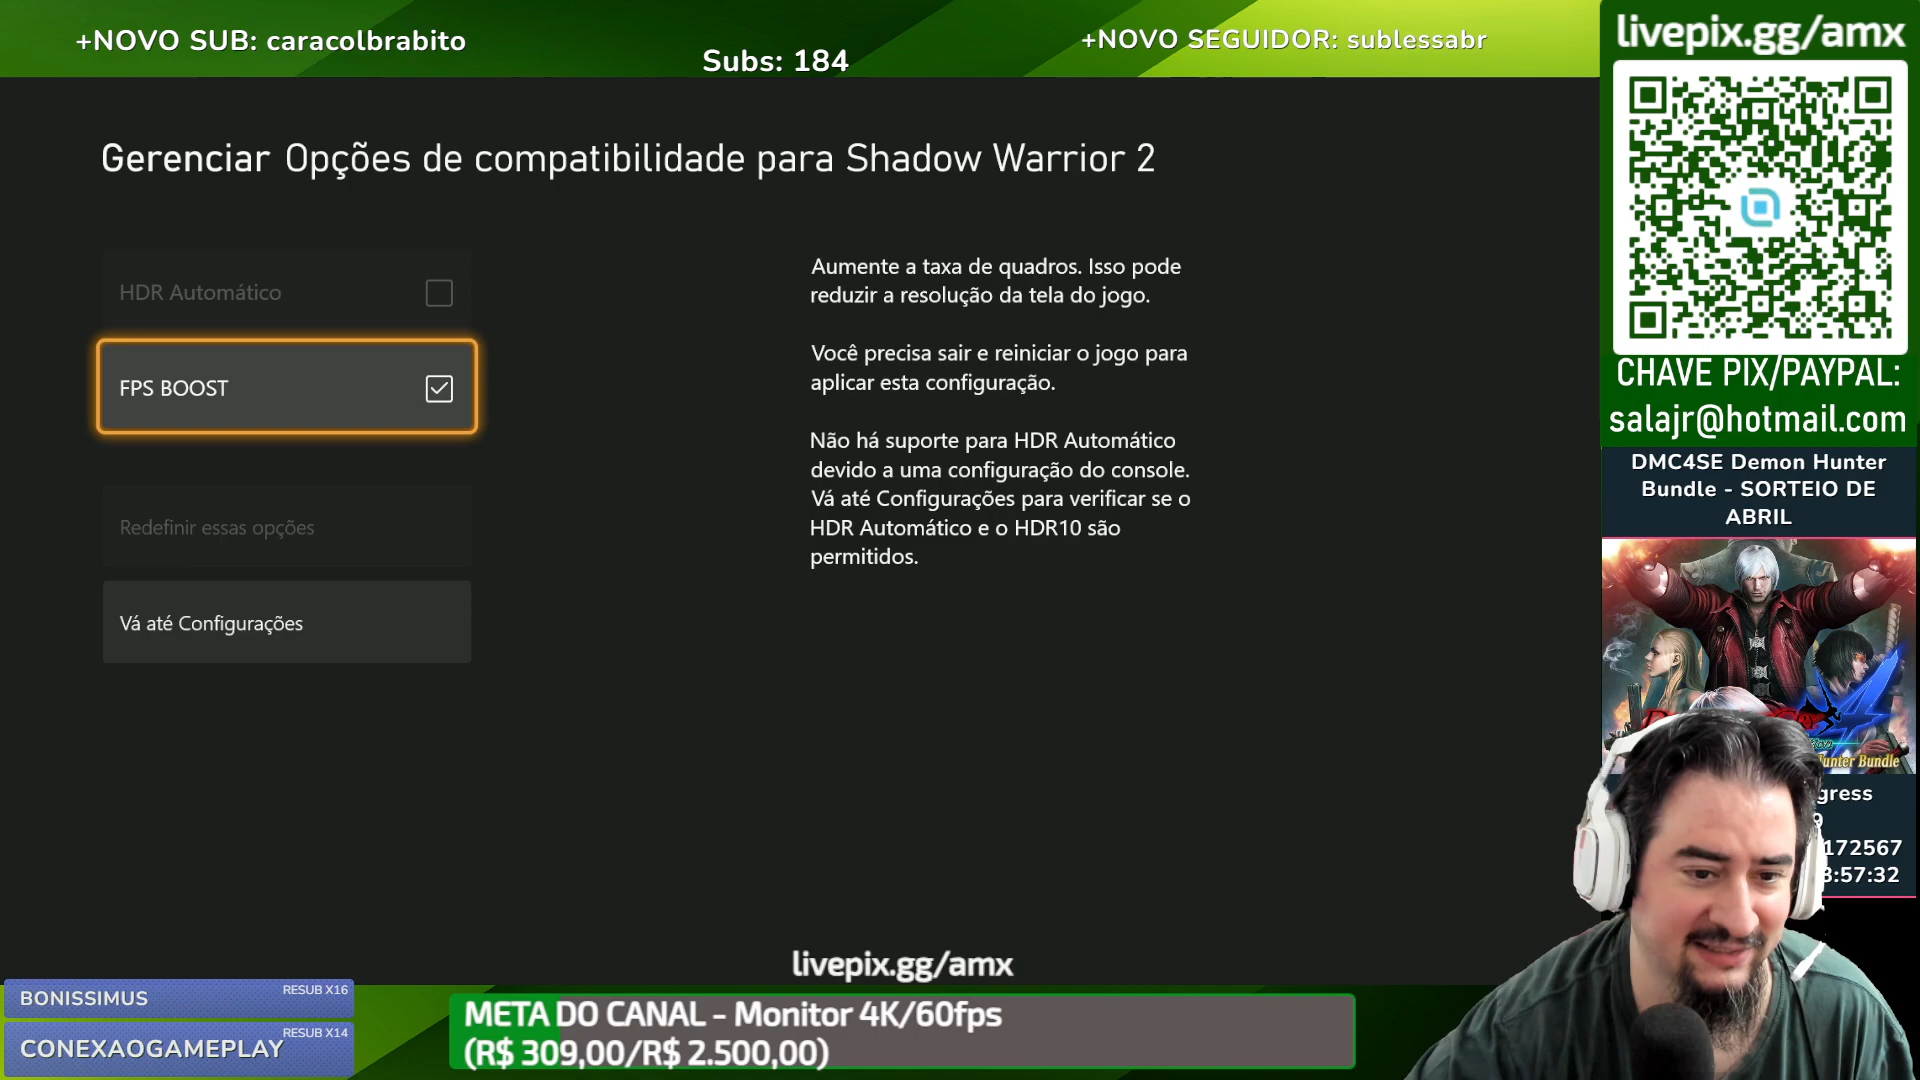 +NOVO SUB: caracolbrabito
Subs: 184
+NOVO SEGUIDOR: sublessabr
livepix.gg/amx
Gerenciar Opções de compatibilidade para Shadow Warrior 2
HDR Automático
FPS BOOST
Redefinir essas opções
Vá até Configurações
Aumente a taxa de quadros. Isso pode
reduzir a resolução da tela do jogo.
Você precisa sair e reiniciar o jogo para
aplicar esta configuração.
Não há suporte para HDR Automático
devido a uma configuração do console.
Vá até Configurações para verificar se o
HDR Automático e o HDR10 são
permitidos.
CHAVE PIX/PAYPAL:
salajr@hotmail.com
DMC4SE Demon Hunter
Bundle - SORTEIO DE
ABRIL
unter Bundle
gress
172567
:57:32
livepix.gg/amx
BONISSIMUS
RESUB X16
CONEXAOGAMEPLAY
RESUB X14
META DO CANAL - Monitor 4K/60fps
(R$ 309,00/R$ 2.500,00)